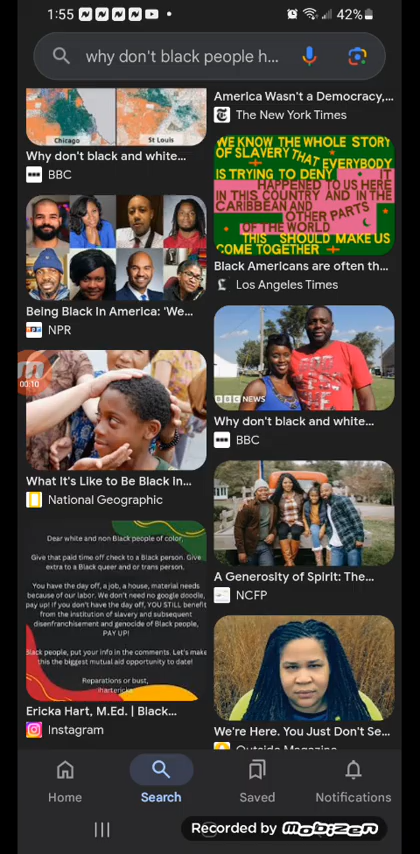 1:55
42%
why don't black people h...
Chicago
St Louis
Why don't black and white...
BBC
America Wasn't a Democracy,...
The New York Times
WE KNOW THE WHOLE STORY
OF SLAVERY THAT EVERYBODY
IS TRYING TO DENY IT
HAPPENED TO US HERE
IN THIS COUNTRY AND IN THE
CARIBBEAN AND
OTHER PARTS
OF THE WORLD
THIS SHOULD MAKE US
COME TOGETHER
Being Black In America: 'We...
npr
NPR
Black Americans are often th...
Los Angeles Times
00:10
BBC NEWS
Why don't black and white...
BBC
What It's Like to Be Black In...
National Geographic
A Generosity of Spirit: The...
NCFP
Dear white and non Black people of color,
Give that paid time off check to a Black person. Give
extra to a Black queer and or trans person.
You have the day off, a job, a house, material needs
because of our labor. We don't need no google doodle,
pay up! If you don't have the day off, YOU STILL benefit
from the institution of slavery and subsequent
disenfranchisement and genocide of Black people,
PAY UP!
Black people, put your info in the comments. Let's make
this the biggest mutual aid opportunity to date!
Reparations or bust,
ihartericka
Ericka Hart, M.Ed. | Black...
Instagram
We're Here. You Just Don't Se...
Outside Magazine
Home
Search
Saved
Notifications
Recorded by MOBIZEN